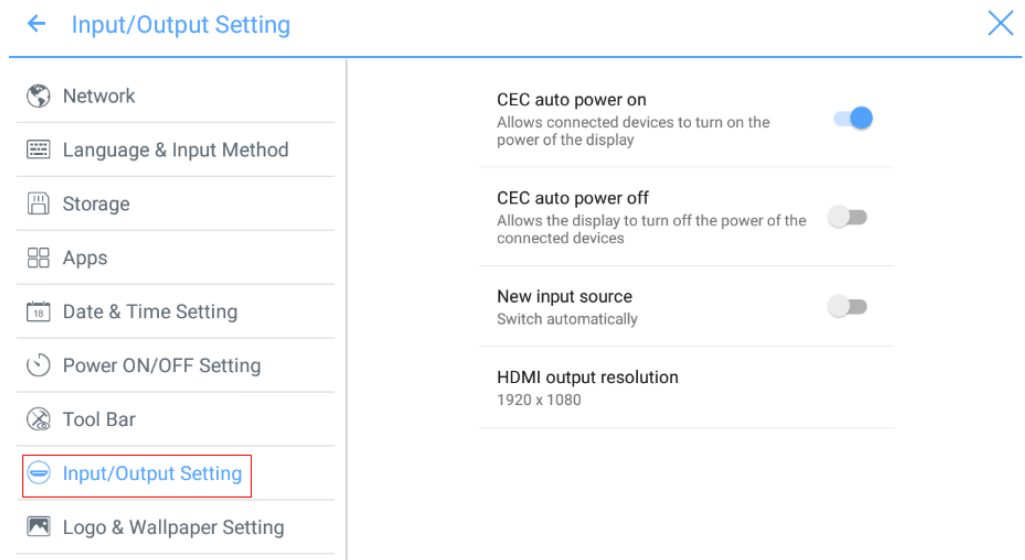 Input/Output Setting
Network
Language & Input Method
Storage
Apps
18
Date & Time Setting
Power ON/OFF Setting
Tool Bar
Input/Output Setting
Logo & Wallpaper Setting
CEC auto power on
Allows connected devices to turn on the
power of the display
CEC auto power off
Allows the display to turn off the power of the
connected devices
New input source
Switch automatically
HDMI output resolution
1920 x 1080